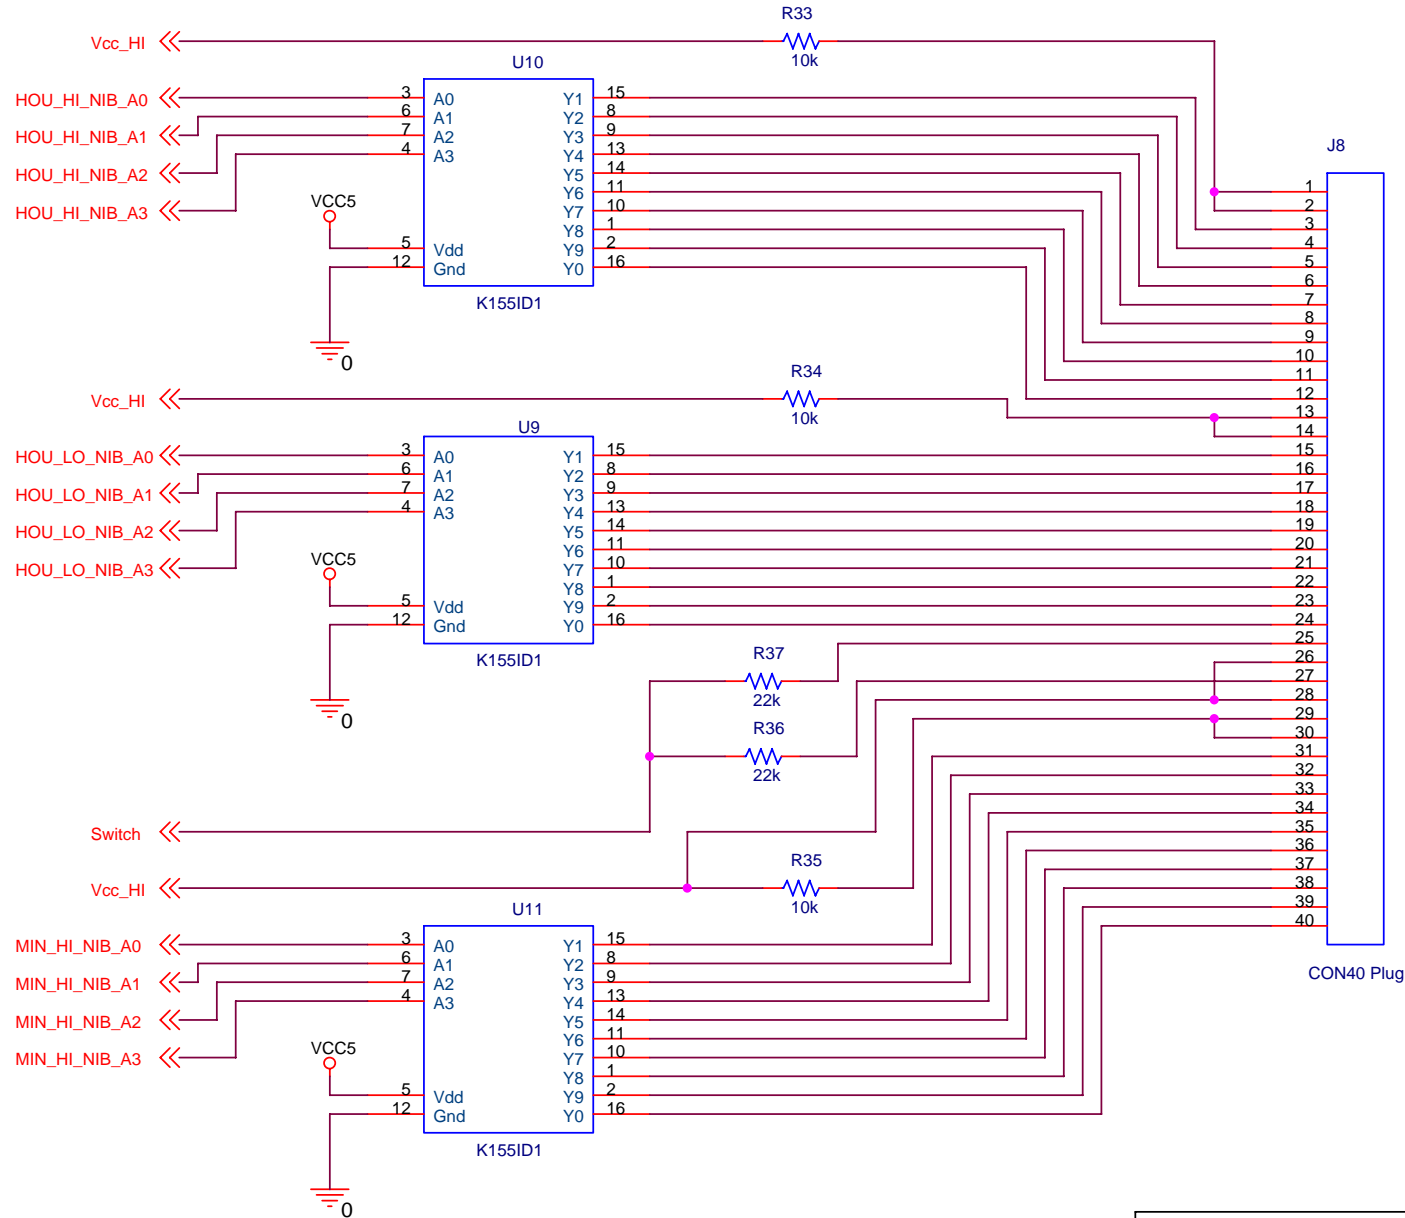 R33
Vcc_HI
10k
U10
HOU_HI_NIB_A0 3 A0 Y1 15
6 A1 Y2 8
HOU_HI_NIB_A1 7 A2 Y3 9
4 A3 Y4 13
HOU_HI_NIB_A2 Y5 14
Y6 11
HOU_HI_NIB_A3 Y7 10
VCC5 Y8 1
5 Vdd Y9 2
12 Gnd Y0 16
K155ID1
0
J8
1
2
3
4
5
6
7
8
9
10
11
12
13
14
15
16
17
18
19
20
21
22
23
24
25
26
27
28
29
30
31
32
33
34
35
36
37
38
39
40
CON40 Plug
R34
Vcc_HI
10k
U9
HOU_LO_NIB_A0 3 A0 Y1 15
6 A1 Y2 8
HOU_LO_NIB_A1 7 A2 Y3 9
4 A3 Y4 13
HOU_LO_NIB_A2 Y5 14
Y6 11
HOU_LO_NIB_A3 Y7 10
VCC5 Y8 1
5 Vdd Y9 2
12 Gnd Y0 16
K155ID1
0
R37
22k
R36
22k
Switch
R35
Vcc_HI
10k
U11
MIN_HI_NIB_A0 3 A0 Y1 15
6 A1 Y2 8
MIN_HI_NIB_A1 7 A2 Y3 9
4 A3 Y4 13
MIN_HI_NIB_A2 Y5 14
Y6 11
MIN_HI_NIB_A3 Y7 10
VCC5 Y8 1
5 Vdd Y9 2
12 Gnd Y0 16
K155ID1
0